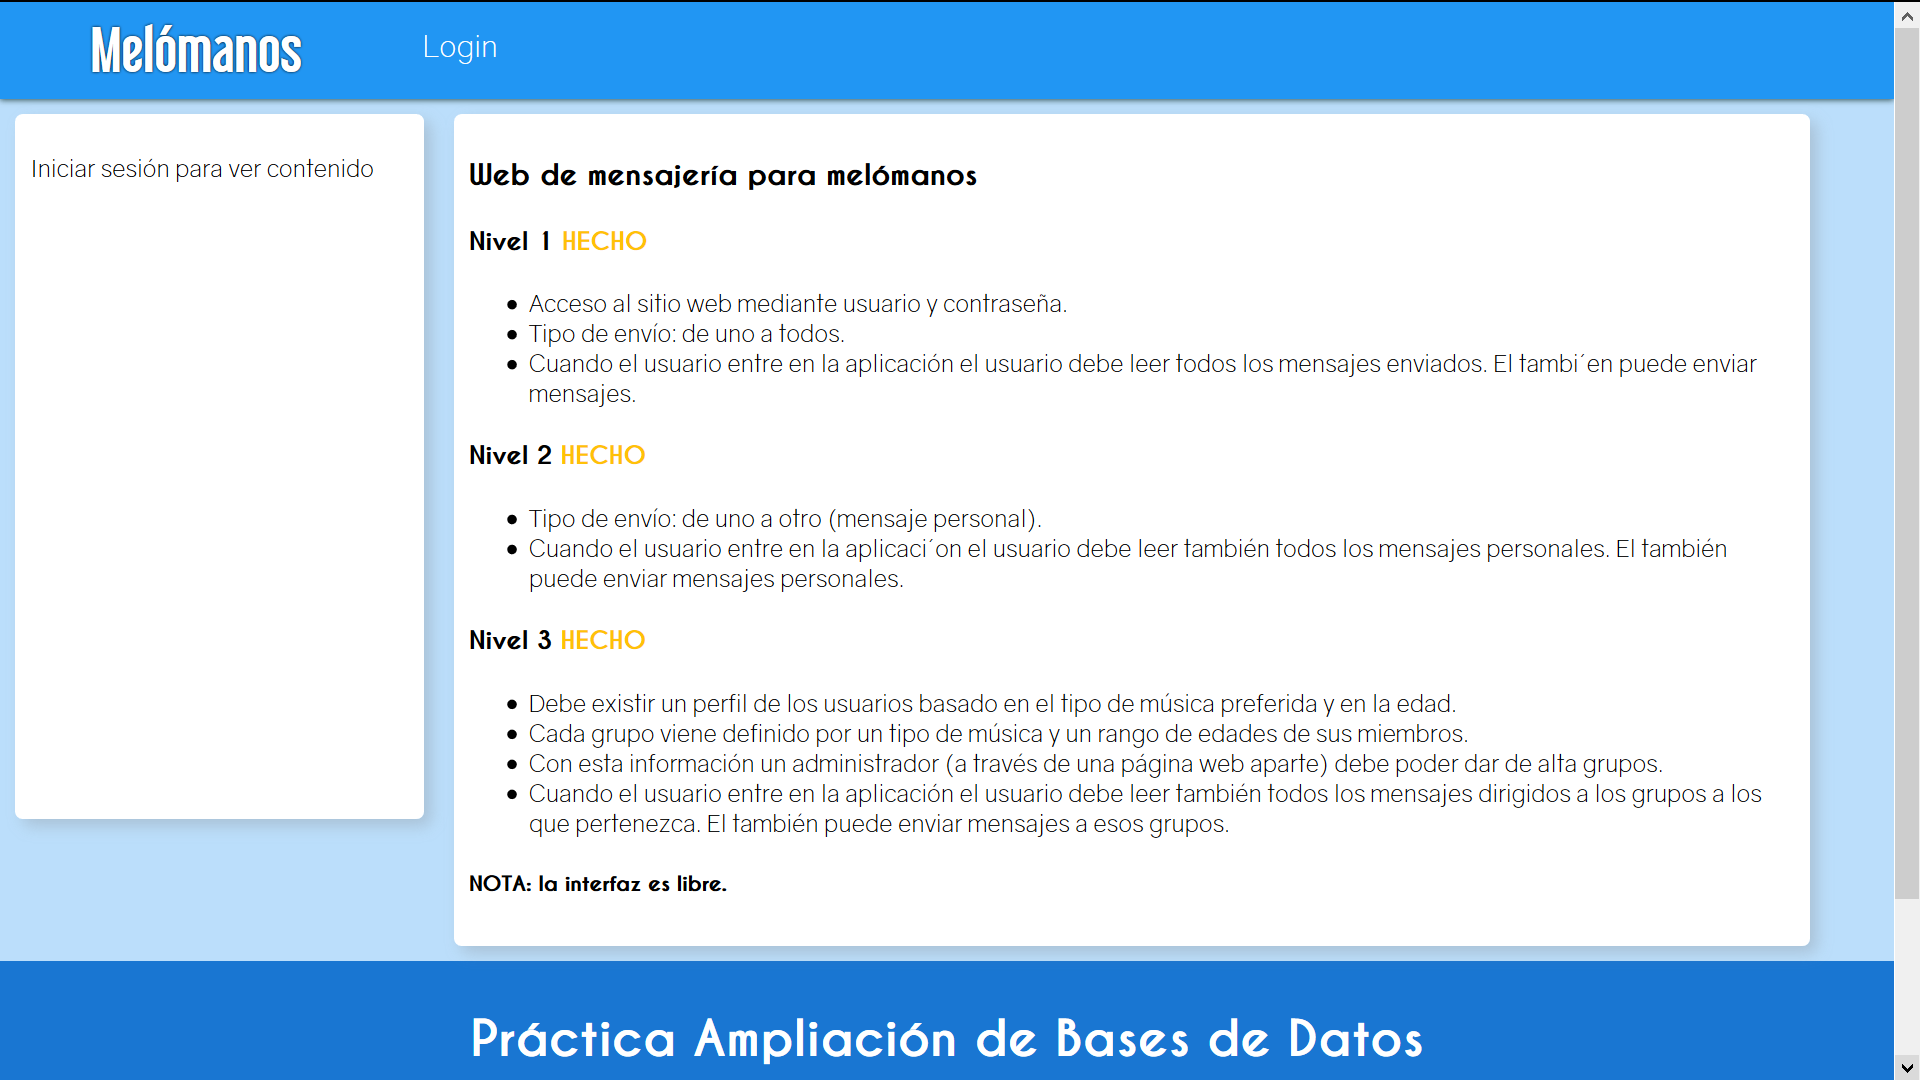 Melómanos
Login
Iniciar sesión para ver contenido
Web de mensajería para melómanos
Nivel 1 HECHO
Acceso al sitio web mediante usuario y contraseña.
Tipo de envío: de uno a todos.
Cuando el usuario entre en la aplicación el usuario debe leer todos los mensajes enviados. El tambi´en puede enviar
mensajes.
Nivel 2 HECHO
Tipo de envío: de uno a otro (mensaje personal).
Cuando el usuario entre en la aplicaci´on el usuario debe leer también todos los mensajes personales. El también
puede enviar mensajes personales.
Nivel 3 HECHO
Debe existir un perfil de los usuarios basado en el tipo de música preferida y en la edad.
Cada grupo viene definido por un tipo de música y un rango de edades de sus miembros.
Con esta información un administrador (a través de una página web aparte) debe poder dar de alta grupos.
Cuando el usuario entre en la aplicación el usuario debe leer también todos los mensajes dirigidos a los grupos a los
que pertenezca. El también puede enviar mensajes a esos grupos.
NOTA: la interfaz es libre.
Práctica Ampliación de Bases de Datos